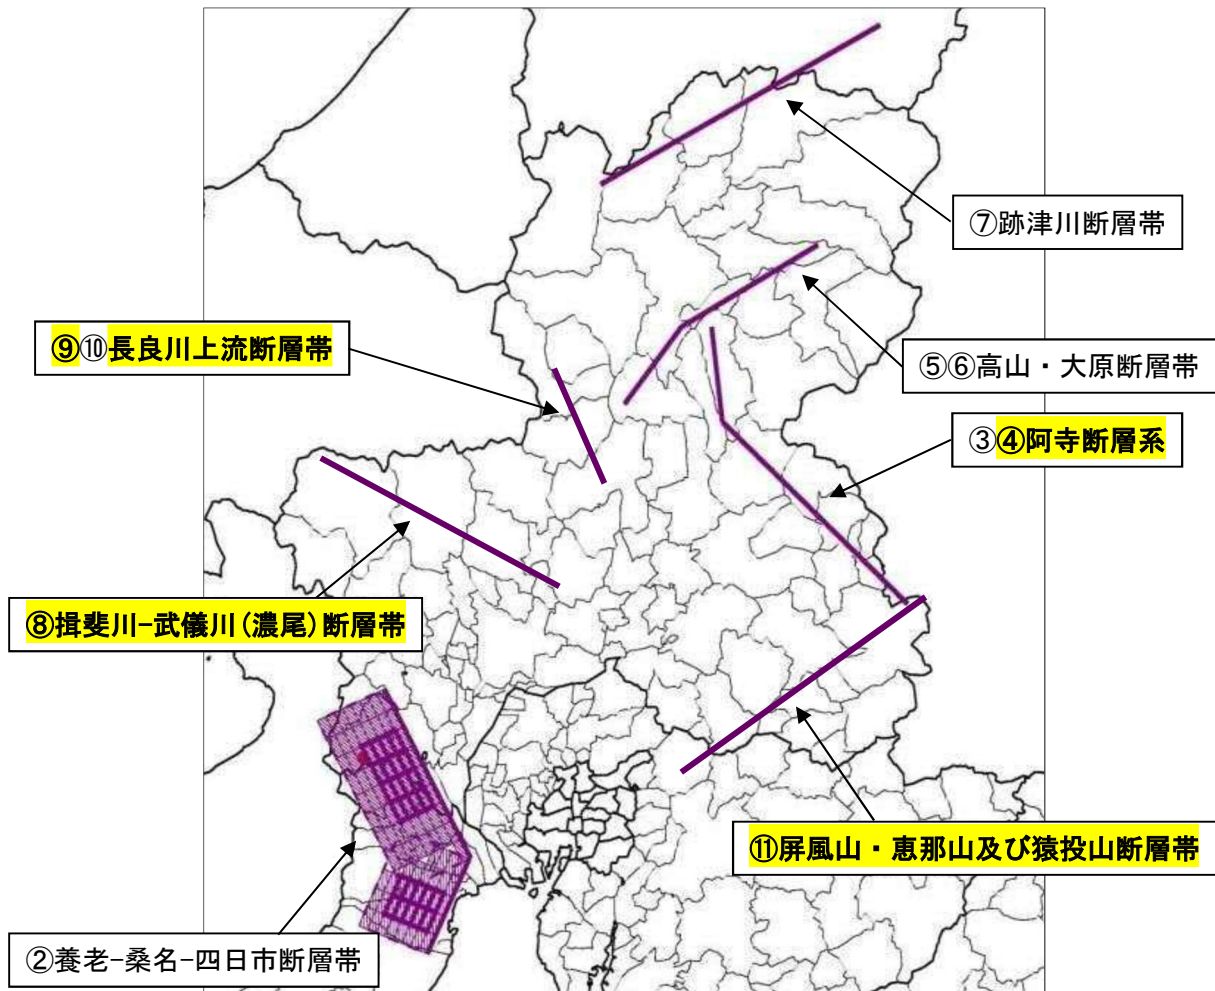 ⑦跡津川断層帯
⑨⑩長良川上流断層帯
⑤⑥高山・大原断層帯
③④阿寺断層系
⑧揖斐川-武儀川(濃尾)断層帯
⑪屏風山・恵那山及び猿投山断層帯
②養老-桑名-四日市断層帯